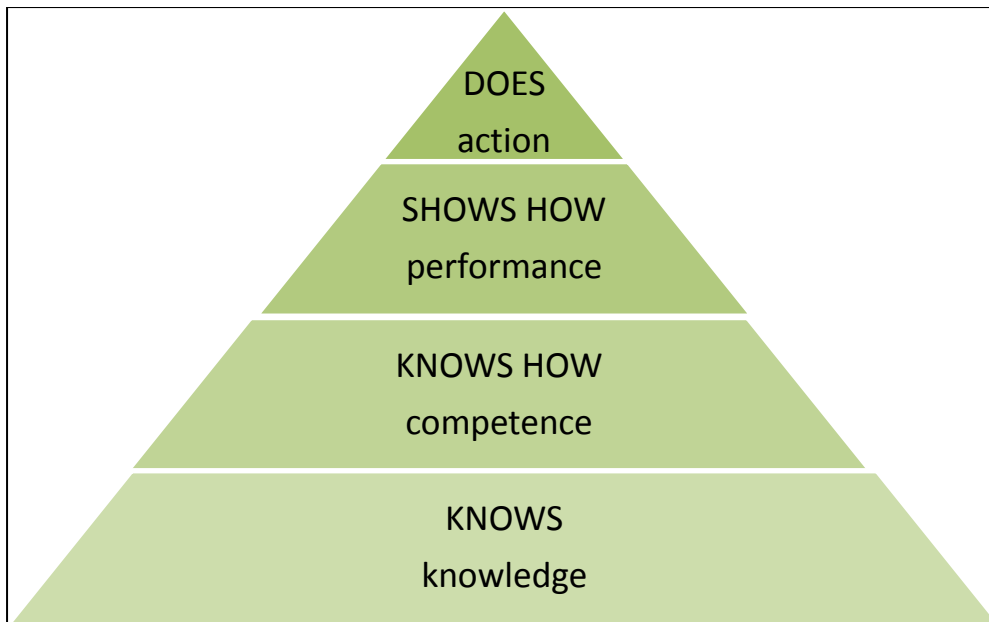 DOES
action
SHOWS HOW
performance
KNOWS HOW
competence
KNOWS
knowledge